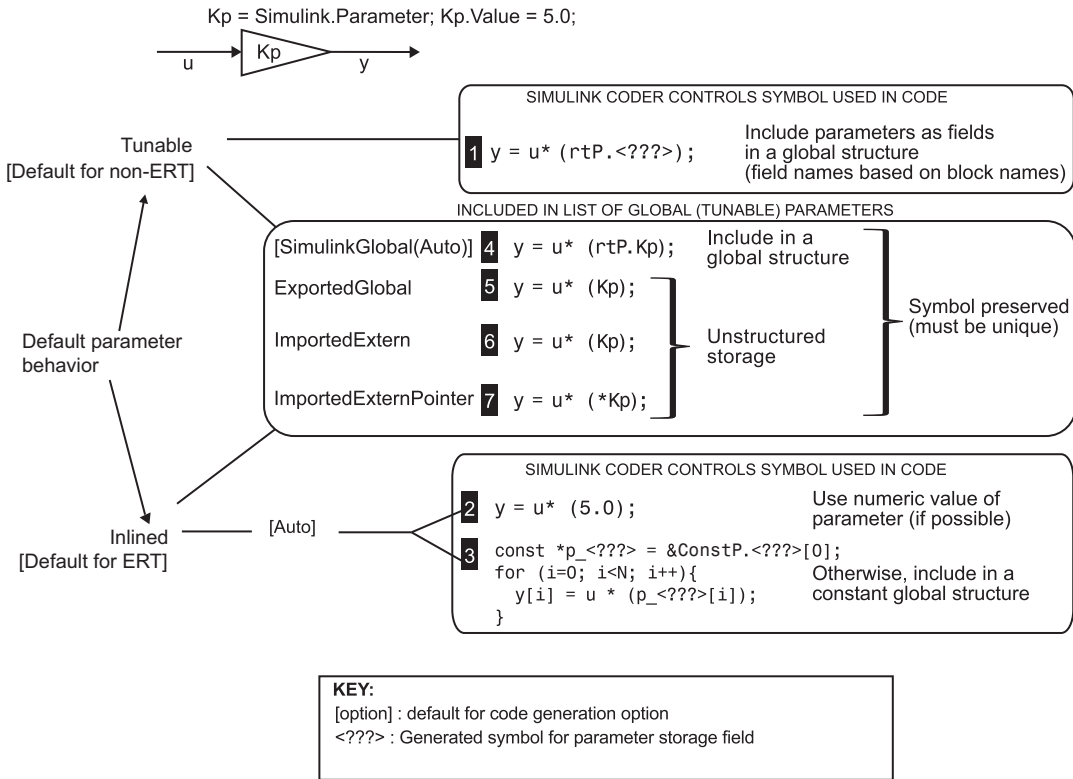 Kp = Simulink.Parameter; Kp.Value = 5.0;
Kp
u
y
SIMULINK CODER CONTROLS SYMBOL USED IN CODE
1 y = u* (rtP.<???>);
Include parameters as fields
in a global structure
(field names based on block names)
Tunable
[Default for non-ERT]
INCLUDED IN LIST OF GLOBAL (TUNABLE) PARAMETERS
[SimulinkGlobal(Auto)] 4 y = u* (rtP.Kp);
Include in a
global structure
ExportedGlobal 5 y = u* (Kp);
ImportedExtern 6 y = u* (Kp);
ImportedExternPointer 7 y = u* (*Kp);
Unstructured
storage
Symbol preserved
(must be unique)
Default parameter
behavior
Inlined
[Default for ERT]
[Auto]
SIMULINK CODER CONTROLS SYMBOL USED IN CODE
2 y = u* (5.0);
Use numeric value of
parameter (if possible)
3 const *p_<???> = &ConstP.<???>[0];
for (i=0; i<N; i++){
y[i] = u * (p_<???>[i]);
}
Otherwise, include in a
constant global structure
KEY:
[option] : default for code generation option
<???> : Generated symbol for parameter storage field